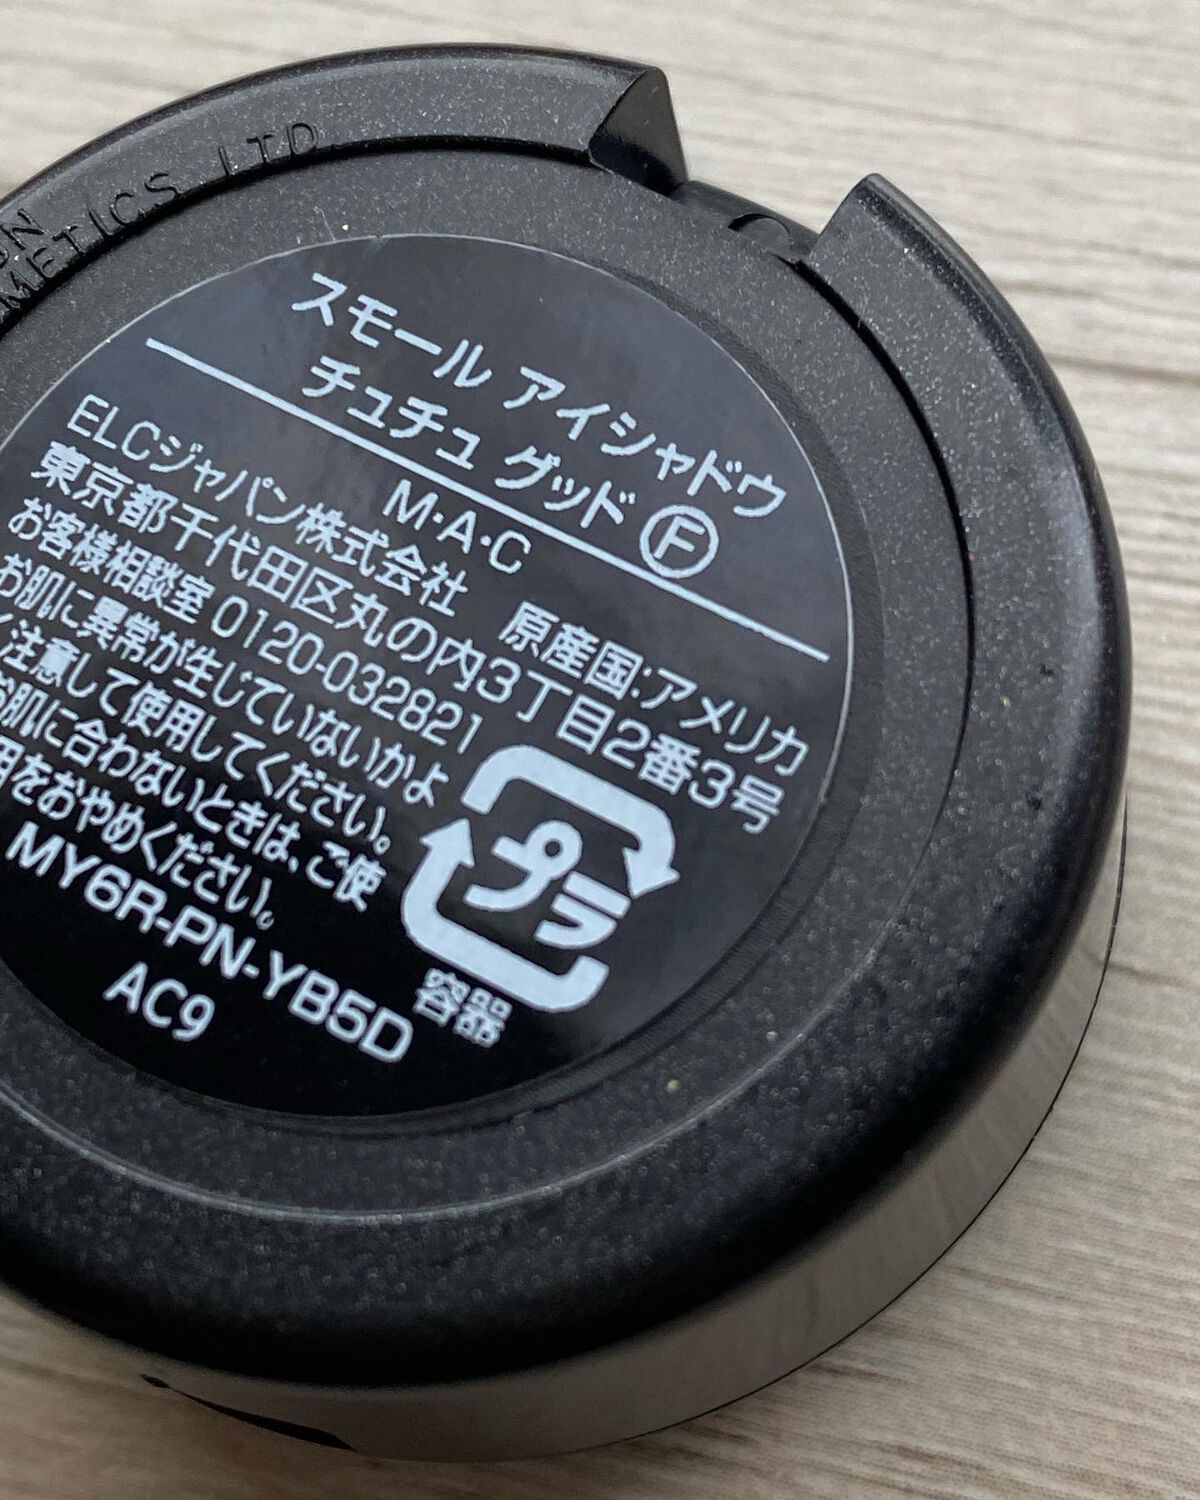 METICS LTD.
スモール アイシャドウ
チュチュ グッド Ⓕ
M・A・C
ELCジャパン株式会社 原産国:アメリカ
東京都千代田区丸の内3丁目2番3号
お客様相談室 0120-032821
お肌に異常が生じていないかよ
注意して使用してください。
お肌に合わないときは、ご使
用をおやめください。
MY6R-PN-YB5D
AC9
プラ
容器